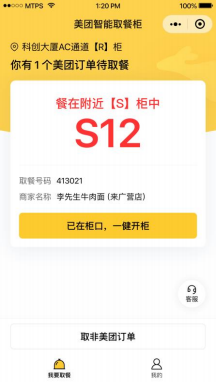 MTPS
1:20 PM
100%
美团智能取餐柜
科创大厦AC通道【R】柜
你有1个美团订单待取餐
餐在附近【S】柜中
S12
取餐号码 413021
商家名称 李先生牛肉面 (来广营店)
已在柜口，一键开柜
客服
取非美团订单
我要取餐
我的